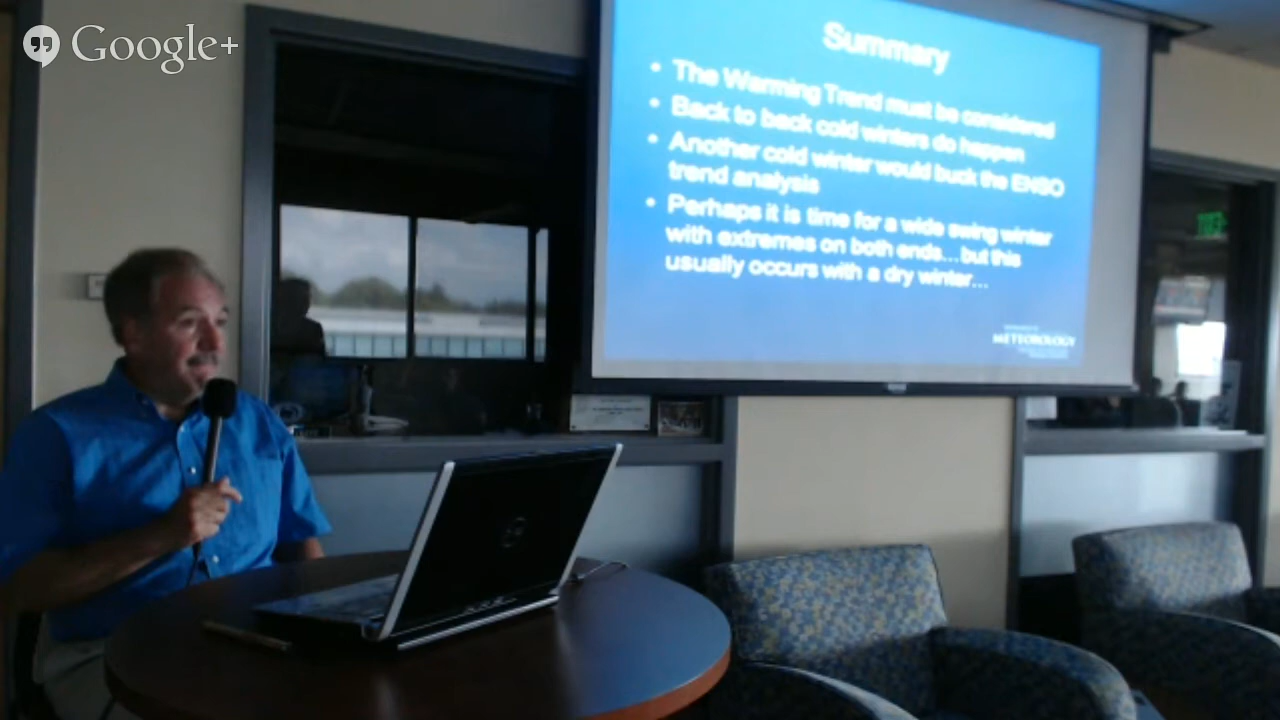 Google+
Summary
• The Warming Trend must be considered
• Back to back cold winters do happen
• Another cold winter would buck the ENSO
trend analysis
• Perhaps it is time for a wide swing winter
with extremes on both ends...but this
usually occurs with a dry winter...
METEOROLOGY